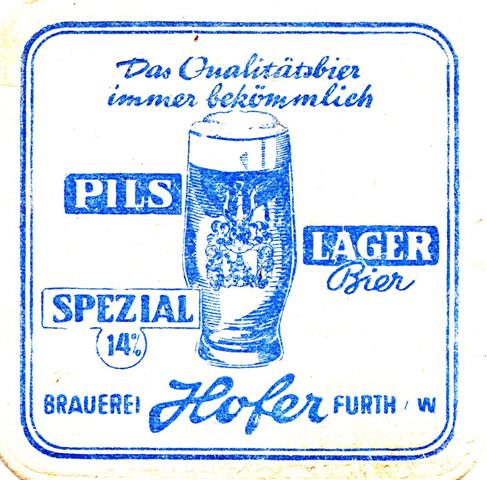 Das Qualitätsbier
immer bekömmlich
PILS
LAGER
Bier
SPEZIAL
14%
BRAUEREI Hofer FURTH / W